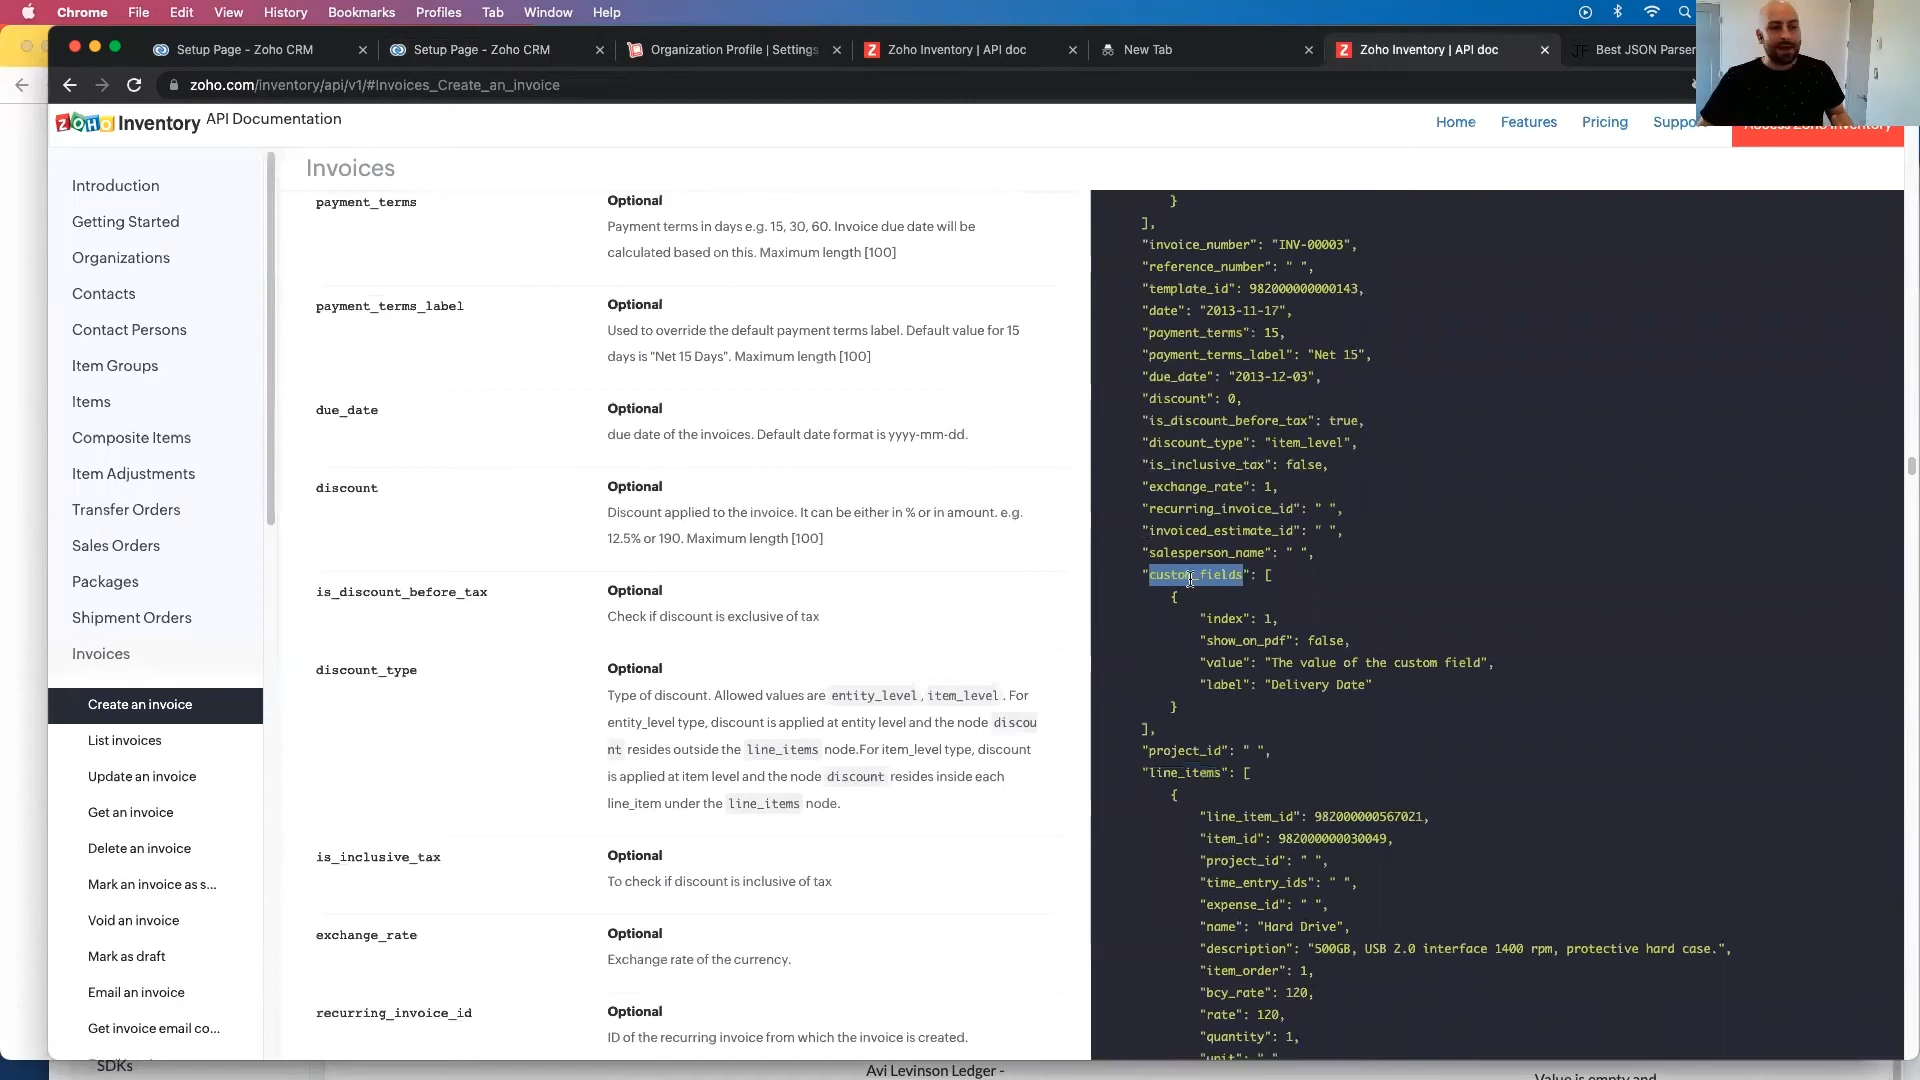 Chrome File Edit View History Bookmarks Profiles Tab Window Help
Setup Page - Zoho CRM
Setup Page - Zoho CRM
Organization Profile | Settings
Zoho Inventory | API doc
New Tab
Zoho Inventory | API doc
Best JSON Parser
zoho.com/inventory/api/v1/#Invoices_Create_an_invoice
ZOHO Inventory API Documentation
Home Features Pricing Suppo
Access Zoho Inventory
Introduction
Getting Started
Organizations
Contacts
Contact Persons
Item Groups
Items
Composite Items
Item Adjustments
Transfer Orders
Sales Orders
Packages
Shipment Orders
Invoices
Create an invoice
List invoices
Update an invoice
Get an invoice
Delete an invoice
Mark an invoice as s...
Void an invoice
Mark as draft
Email an invoice
Get invoice email co...
SDKs
Invoices
payment_terms
Optional
Payment terms in days e.g. 15, 30, 60. Invoice due date will be
calculated based on this. Maximum length [100]
payment_terms_label
Optional
Used to override the default payment terms label. Default value for 15
days is "Net 15 Days". Maximum length [100]
due_date
Optional
due date of the invoices. Default date format is yyyy-mm-dd.
discount
Optional
Discount applied to the invoice. It can be either in % or in amount. e.g.
12.5% or 190. Maximum length [100]
is_discount_before_tax
Optional
Check if discount is exclusive of tax
discount_type
Optional
Type of discount. Allowed values are entity_level, item_level. For
entity_level type, discount is applied at entity level and the node discou
nt resides outside the line_items node.For item_level type, discount
is applied at item level and the node discount resides inside each
line_item under the line_items node.
is_inclusive_tax
Optional
To check if discount is inclusive of tax
exchange_rate
Optional
Exchange rate of the currency.
recurring_invoice_id
Optional
ID of the recurring invoice from which the invoice is created.
}
],
"invoice_number": "INV-00003",
"reference_number": " ",
"template_id": 982000000000143,
"date": "2013-11-17",
"payment_terms": 15,
"payment_terms_label": "Net 15",
"due_date": "2013-12-03",
"discount": 0,
"is_discount_before_tax": true,
"discount_type": "item_level",
"is_inclusive_tax": false,
"exchange_rate": 1,
"recurring_invoice_id": " ",
"invoiced_estimate_id": " ",
"salesperson_name": " ",
"custom_fields": [
{
"index": 1,
"show_on_pdf": false,
"value": "The value of the custom field",
"label": "Delivery Date"
}
],
"project_id": " ",
"line_items": [
{
"line_item_id": 982000000567021,
"item_id": 982000000030049,
"project_id": " ",
"time_entry_ids": " ",
"expense_id": " ",
"name": "Hard Drive",
"description": "500GB, USB 2.0 interface 1400 rpm, protective hard case.",
"item_order": 1,
"bcy_rate": 120,
"rate": 120,
"quantity": 1,
"unit": " "
Avi Levinson Ledger -
Value is empty and